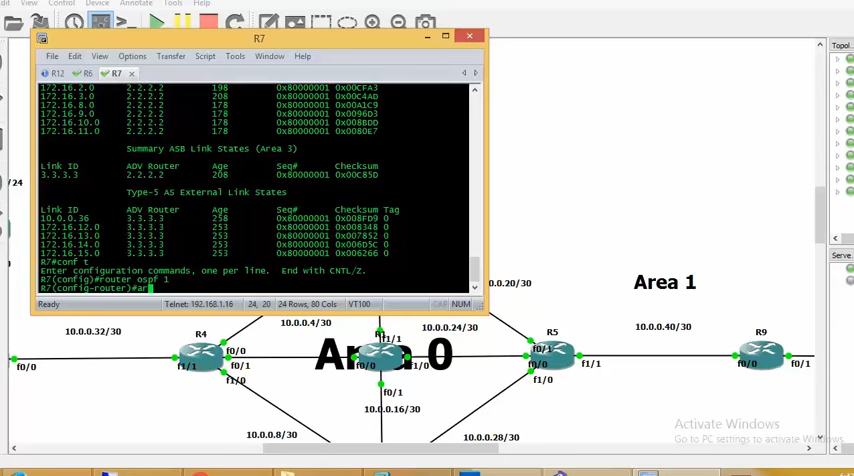 Control Device Annotate Tools Help
R7
File Edit View Options Transfer Script Tools Window Help
R12 R6 R7
172.16.2.0 2.2.2.2 198 0x80000001 0x00CFA3
172.16.3.0 2.2.2.2 208 0x80000001 0x00C4AD
172.16.8.0 2.2.2.2 178 0x80000001 0x00A1C9
172.16.9.0 2.2.2.2 178 0x80000001 0x0096D3
172.16.10.0 2.2.2.2 178 0x80000001 0x008BDD
172.16.11.0 2.2.2.2 178 0x80000001 0x0080E7
Summary ASB Link States (Area 3)
Link ID ADV Router Age Seq# Checksum
3.3.3.3 2.2.2.2 208 0x80000001 0x00C85D
Type-5 AS External Link States
Link ID ADV Router Age Seq# Checksum Tag
10.0.0.36 3.3.3.3 258 0x80000001 0x008FD9 0
172.16.12.0 3.3.3.3 253 0x80000001 0x008348 0
172.16.13.0 3.3.3.3 253 0x80000001 0x007852 0
172.16.14.0 3.3.3.3 253 0x80000001 0x006D5C 0
172.16.15.0 3.3.3.3 253 0x80000001 0x006266 0
R7#conf t
Enter configuration commands, one per line. End with CNTL/Z.
R7(config)#router ospf 1
R7(config-router)#ar
Ready Telnet: 192.168.1.16 24, 20 24 Rows, 80 Cols VT100 CAP NUM
Topol
Serve
/24
0.0.20/30
Area 1
10.0.0.32/30
10.0.0.4/30
10.0.0.24/30
10.0.0.40/30
R4
R1
R5
R9
f1/1
f0/0
f0/0
f1/1
f0/1
f1/0
Area 0
f0/0
f1/0
f0/1
f0/1
f0/0
f1/0
f1/1
f0/0
f0/1
10.0.0.16/30
10.0.0.8/30
10.0.0.28/30
Activate Windows
Go to PC settings to activate Windows.